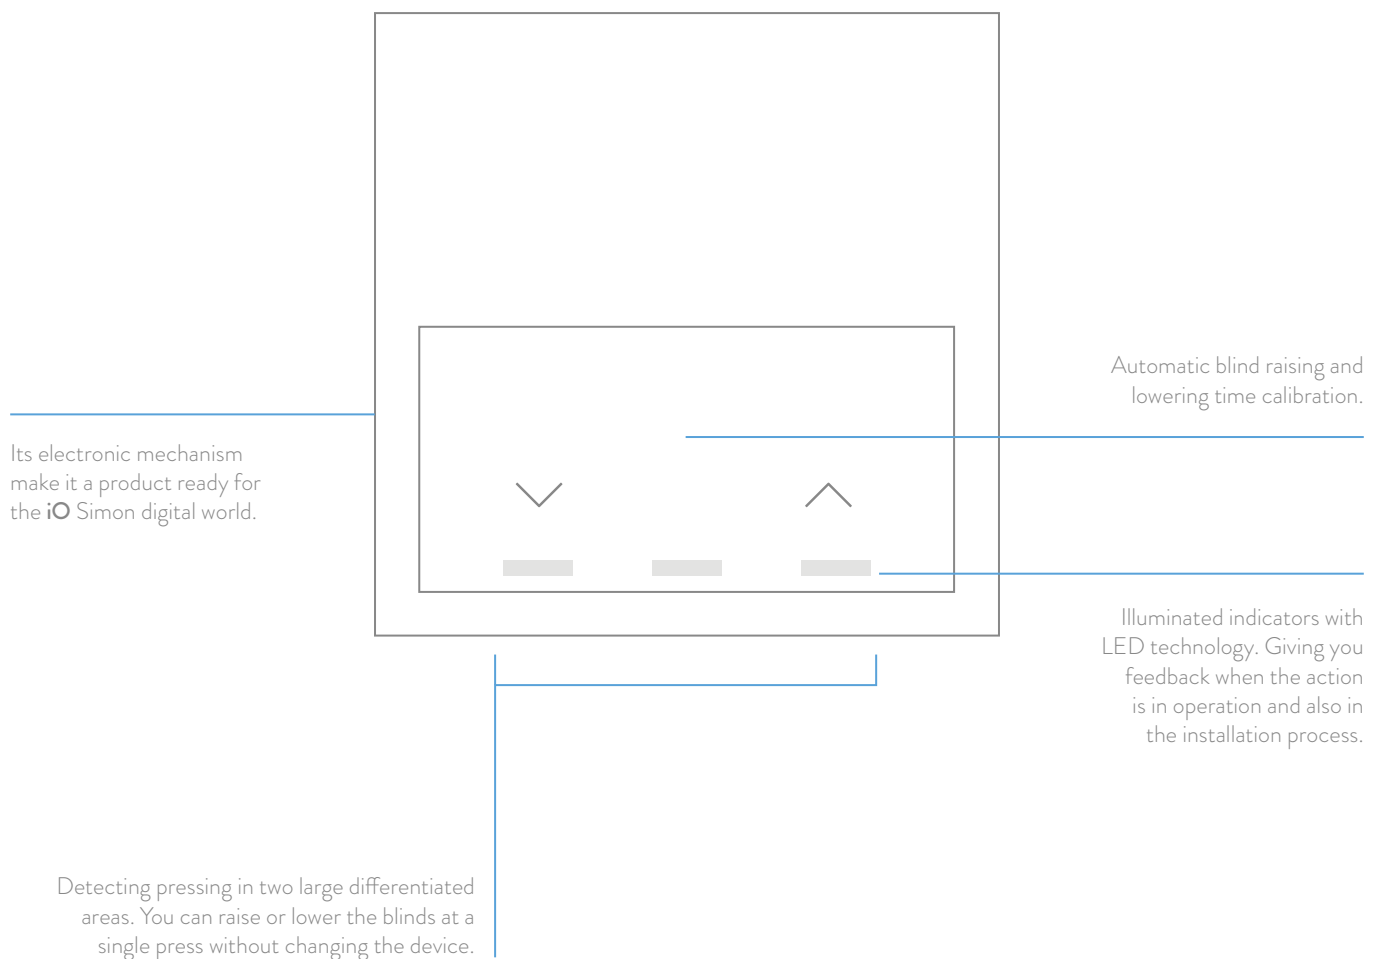 Automatic blind raising and
lowering time calibration.
Its electronic mechanism
make it a product ready for
the iO Simon digital world.
Illuminated indicators with
LED technology. Giving you
feedback when the action
is in operation and also in
the installation process.
Detecting pressing in two large differentiated
areas. You can raise or lower the blinds at a
single press without changing the device.